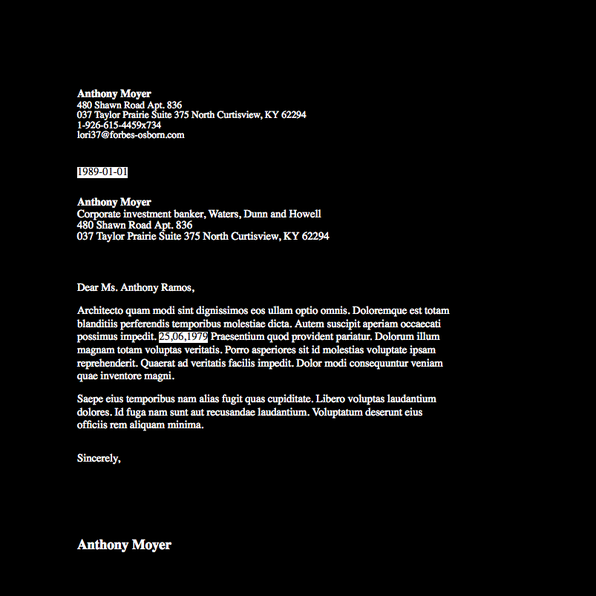 Anthony Moyer
480 Shawn Road Apt. 836
037 Taylor Prairie Suite 375 North Curtisview, KY 62294
1-926-615-4459x734
lori37@forbes-osborn.com
1989-01-01
Anthony Moyer
Corporate investment banker, Waters, Dunn and Howell
480 Shawn Road Apt. 836
037 Taylor Prairie Suite 375 North Curtisview, KY 62294
Dear Ms. Anthony Ramos,
Architecto quam modi sint dignissimos eos ullam optio omnis. Doloremque est totam
blanditiis perferendis temporibus molestiae dicta. Autem suscipit aperiam occaecati
possimus impedit. 25,06,1979 Praesentium quod provident pariatur. Dolorum illum
magnam totam voluptas veritatis. Porro asperiores sit id molestias voluptate ipsam
reprehenderit. Quaerat ad veritatis facilis impedit. Dolor modi consequuntur veniam
quae inventore magni.
Saepe eius temporibus nam alias fugit quas cupiditate. Libero voluptas laudantium
dolores. Id fuga nam sunt aut recusandae laudantium. Voluptatum deserunt eius
officiis rem aliquam minima.
Sincerely,
Anthony Moyer